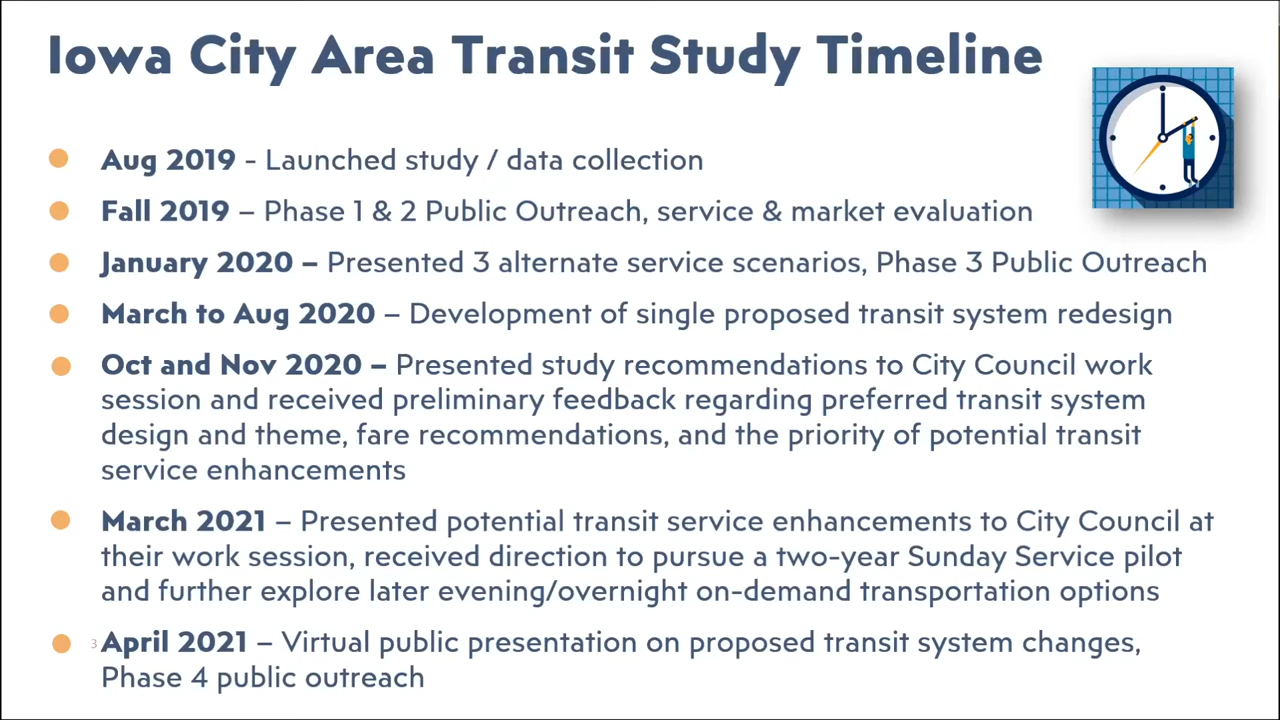 Iowa City Area Transit Study Timeline
Aug 2019 - Launched study / data collection
Fall 2019 – Phase 1 & 2 Public Outreach, service & market evaluation
January 2020 – Presented 3 alternate service scenarios, Phase 3 Public Outreach
March to Aug 2020 – Development of single proposed transit system redesign
Oct and Nov 2020 – Presented study recommendations to City Council work
session and received preliminary feedback regarding preferred transit system
design and theme, fare recommendations, and the priority of potential transit
service enhancements
March 2021 – Presented potential transit service enhancements to City Council at
their work session, received direction to pursue a two-year Sunday Service pilot
and further explore later evening/overnight on-demand transportation options
3
April 2021 – Virtual public presentation on proposed transit system changes,
Phase 4 public outreach